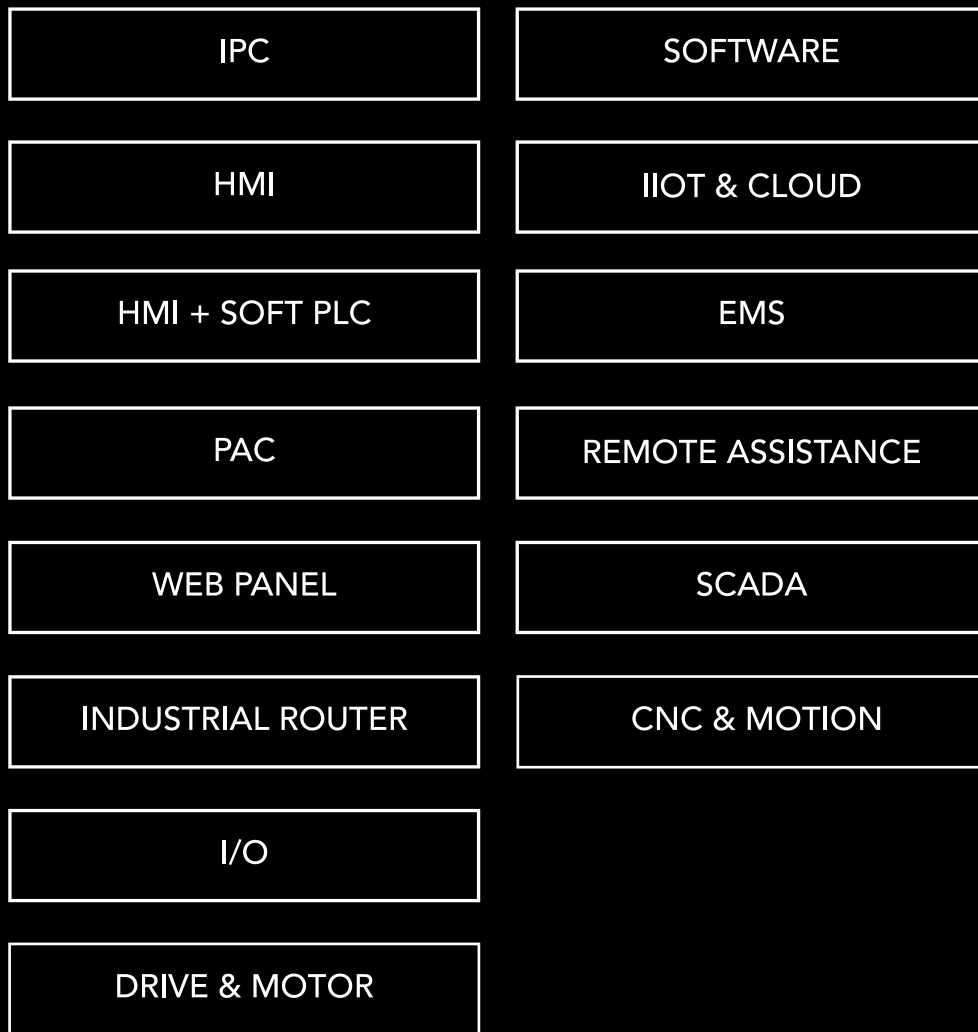 IPC
HMI
HMI + SOFT PLC
PAC
WEB PANEL
INDUSTRIAL ROUTER
I/O
DRIVE & MOTOR
SOFTWARE
IIOT & CLOUD
EMS
REMOTE ASSISTANCE
SCADA
CNC & MOTION